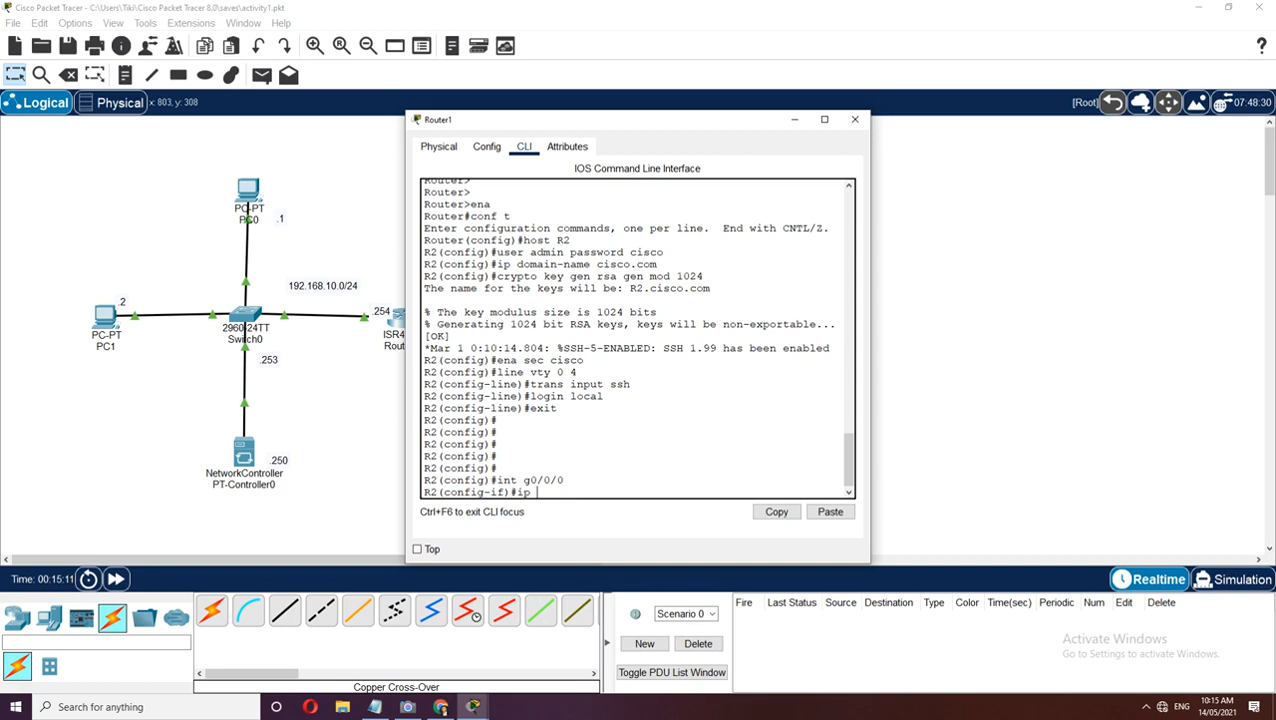 Cisco Packet Tracer - C:\Users\Tiki\Cisco Packet Tracer 8.0\saves\activity1.pkt
File Edit Options View Tools Extensions Window Help
Logical Physical x: 803, y: 308 [Root] 07:48:30
Router1
Physical Config CLI Attributes
IOS Command Line Interface
Router>
Router>
Router>ena
Router#conf t
Enter configuration commands, one per line. End with CNTL/Z.
Router(config)#host R2
R2(config)#user admin password cisco
R2(config)#ip domain-name cisco.com
R2(config)#crypto key gen rsa gen mod 1024
The name for the keys will be: R2.cisco.com
% The key modulus size is 1024 bits
% Generating 1024 bit RSA keys, keys will be non-exportable...
[OK]
*Mar 1 0:10:14.804: %SSH-5-ENABLED: SSH 1.99 has been enabled
R2(config)#ena sec cisco
R2(config)#line vty 0 4
R2(config-line)#trans input ssh
R2(config-line)#login local
R2(config-line)#exit
R2(config)#
R2(config)#
R2(config)#
R2(config)#
R2(config)#
R2(config)#int g0/0/0
R2(config-if)#ip
Ctrl+F6 to exit CLI focus
Copy Paste
Top
PC-PT
PC0
.1
192.168.10.0/24
.2
PC-PT
PC1
2960-24TT
Switch0
.253
.254
ISR4
Rout
.250
NetworkController
PT-Controller0
Time: 00:15:11
Realtime Simulation
Scenario 0
New Delete
Toggle PDU List Window
Fire Last Status Source Destination Type Color Time(sec) Periodic Num Edit Delete
Copper Cross-Over
Activate Windows
Go to Settings to activate Windows.
Search for anything
ENG
10:15 AM
14/05/2021